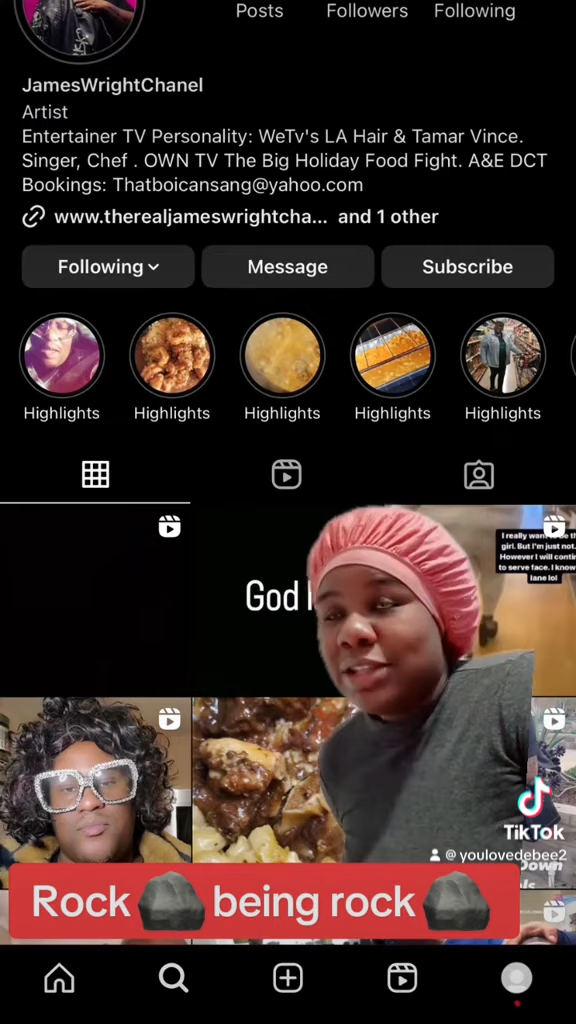 Posts Followers Following
JamesWrightChanel
Artist
Entertainer TV Personality: WeTv's LA Hair & Tamar Vince.
Singer, Chef . OWN TV The Big Holiday Food Fight. A&E DCT
Bookings: Thatboicansang@yahoo.com
www.therealjameswrightcha... and 1 other
Following Message Subscribe
Highlights Highlights Highlights Highlights Highlights
I really want
girl. But I'm just not.
However I will contin
to serve face. I know
lane lol
God
TikTok
@ youlovedebee2
Down
Rock being rock